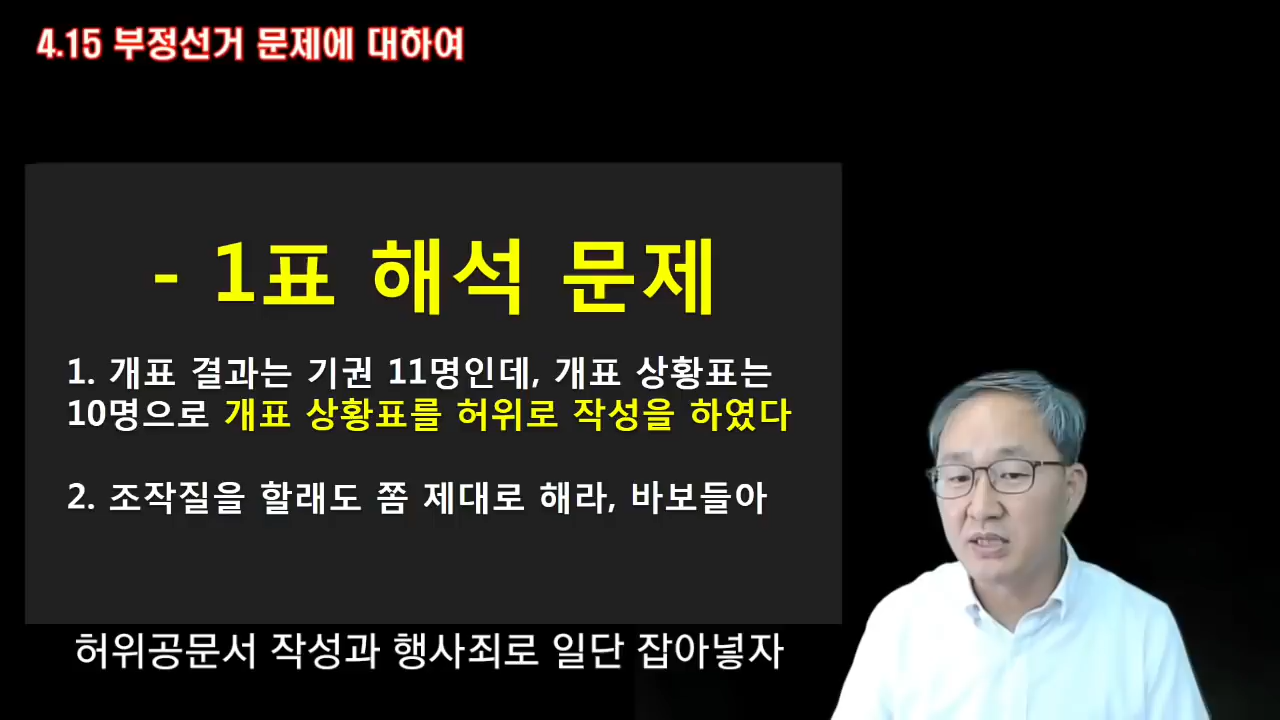 4.15 부정선거 문제에 대하여
- 1표 해석 문제
1. 개표 결과는 기권 11명인데, 개표 상황표는
10명으로 개표 상황표를 허위로 작성을 하였다
2. 조작질을 할래도 쫌 제대로 해라, 바보들아
허위공문서 작성과 행사죄로 일단 잡아넣자